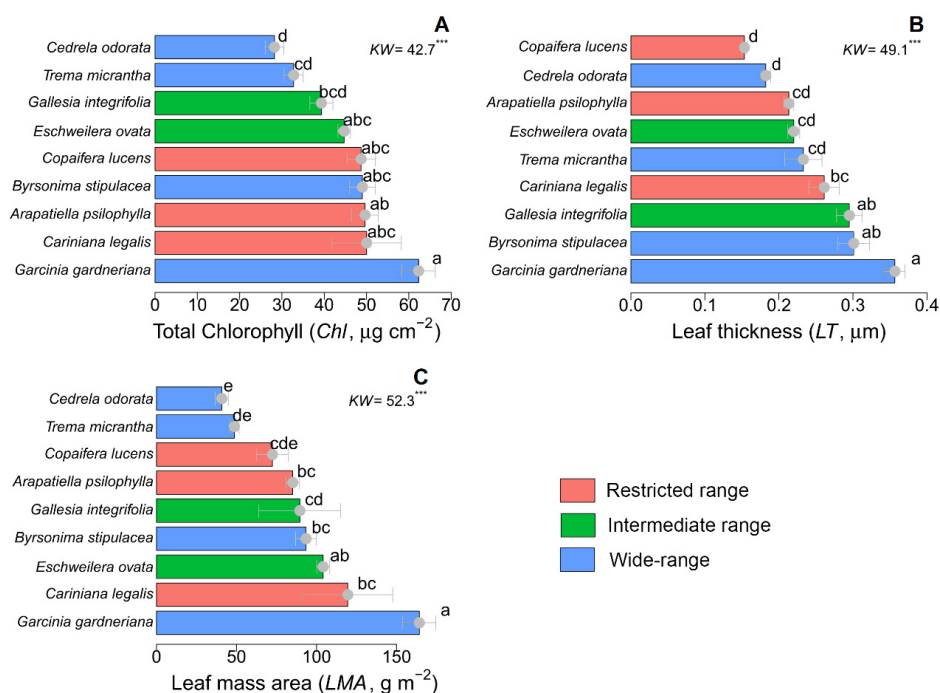 A
KW = 42.7***
Cedrela odorata d
Trema micrantha cd
Gallesia integrifolia bcd
Eschweilera ovata abc
Copaifera lucens abc
Byrsonima stipulacea abc
Arapatiella psilophylla ab
Cariniana legalis abc
Garcinia gardneriana a
0 10 20 30 40 50 60 70
Total Chlorophyll (Chl, μg cm−2)
B
KW = 49.1***
Copaifera lucens d
Cedrela odorata d
Arapatiella psilophylla cd
Eschweilera ovata cd
Trema micrantha cd
Cariniana legalis bc
Gallesia integrifolia ab
Byrsonima stipulacea ab
Garcinia gardneriana a
0.0 0.1 0.2 0.3 0.4
Leaf thickness (LT, μm)
C
KW = 52.3***
Cedrela odorata e
Trema micrantha de
Copaifera lucens cde
Arapatiella psilophylla bc
Gallesia integrifolia cd
Byrsonima stipulacea bc
Eschweilera ovata ab
Cariniana legalis bc
Garcinia gardneriana a
0 50 100 150
Leaf mass area (LMA, g m−2)
Restricted range
Intermediate range
Wide-range